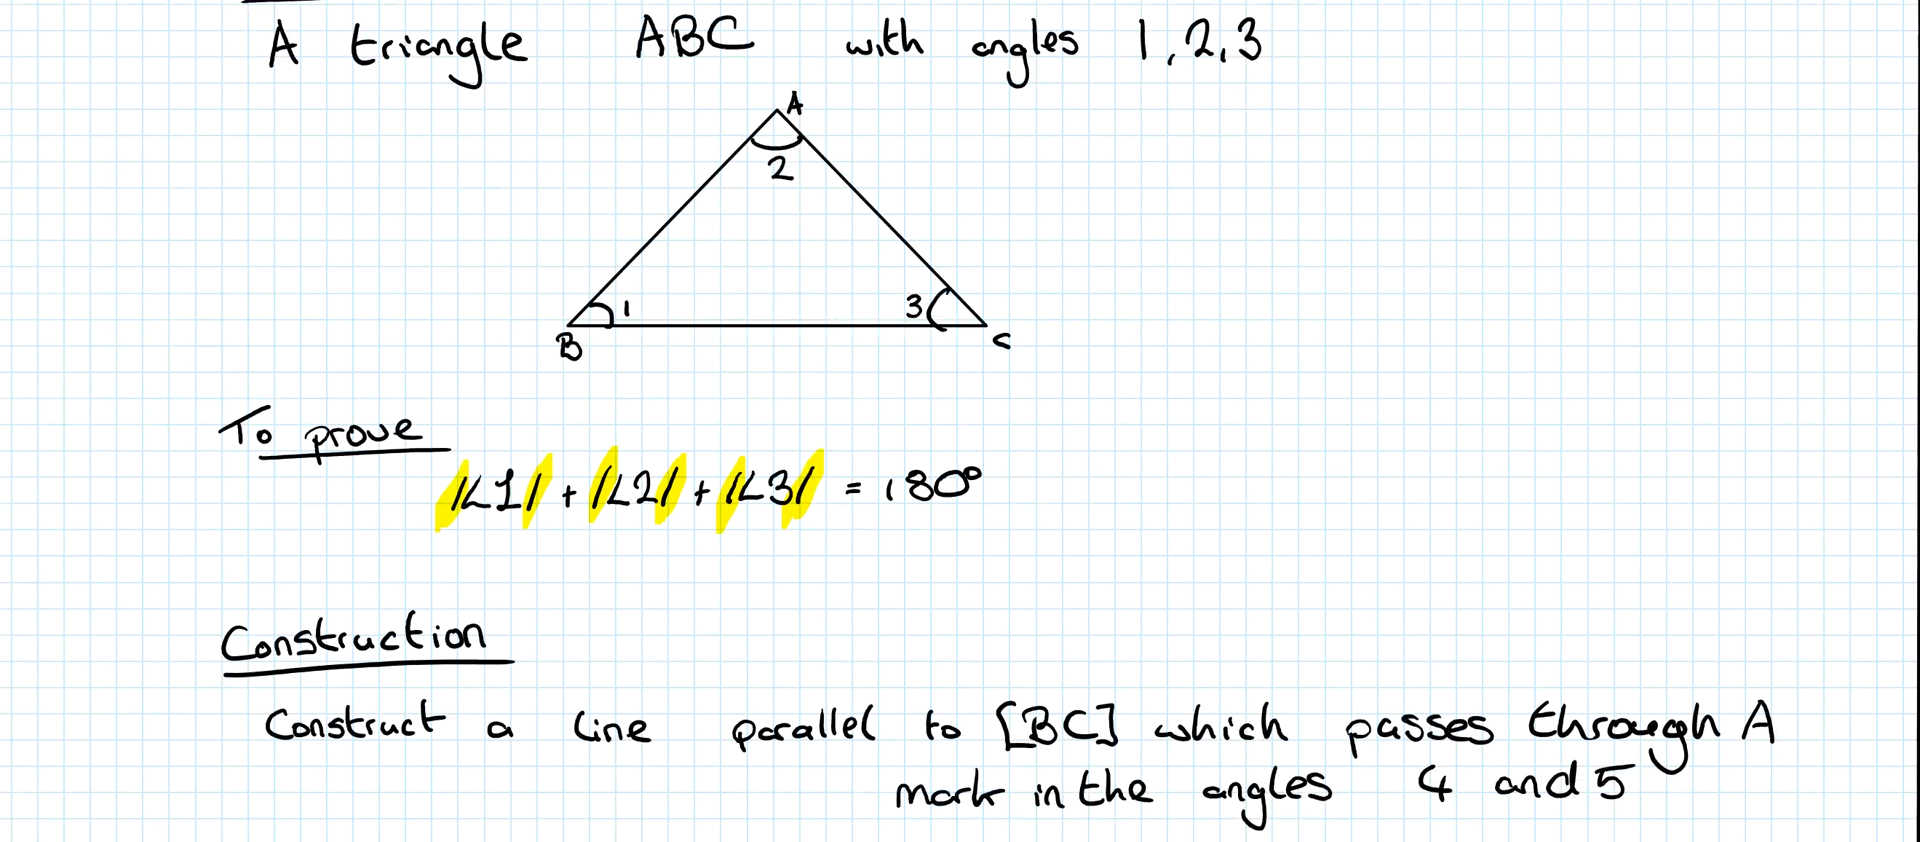 A triangle ABC with angles 1,2,3
A
2
1
3
B
C
To prove
|∠1| + |∠2| + |∠3| = 180°
Construction
Construct a line parallel to [BC] which passes through A
mark in the angles 4 and 5